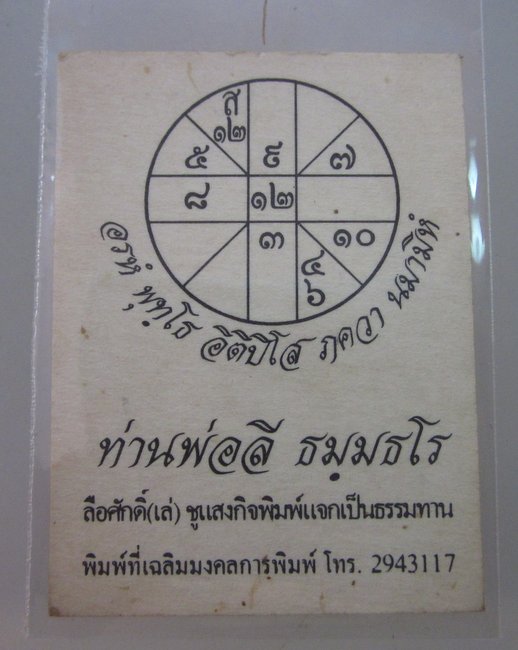 ส
๑๒
๕ ๙ ๗
๘ ๑๒
๓ ๑๐
อรหํ พุทฺโธ อิติปิโส ภควา นมามิหํ
ท่านพ่อลี ธมฺมธโร
ลือศักดิ์(เล่) ชูแสงกิจพิมพ์แจกเป็นธรรมทาน
พิมพ์ที่เฉลิมมงคลการพิมพ์ โทร. 2943117